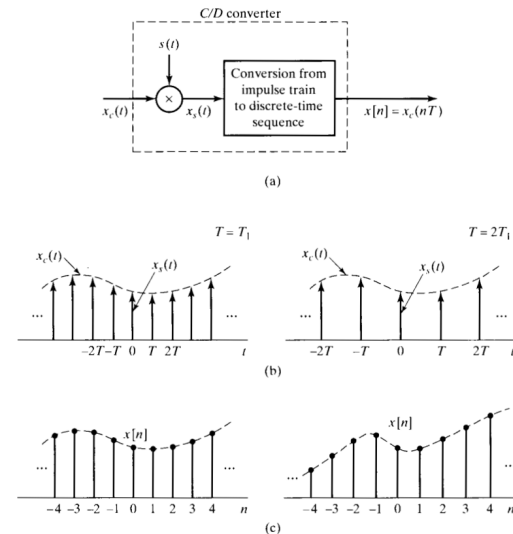 C/D converter
s(t)
×
Conversion from
impulse train
to discrete-time
sequence
x_c(t)
x_s(t)
x[n] = x_c(nT)
(a)
T = T₁
x_c(t)
x_s(t)
...
...
-2T -T 0 T 2T t
T = 2T₁
x_c(t)
x_s(t)
...
...
-2T -T 0 T 2T t
(b)
x[n]
...
...
-4 -3 -2 -1 0 1 2 3 4 n
x[n]
...
...
-4 -3 -2 -1 0 1 2 3 4 n
(c)